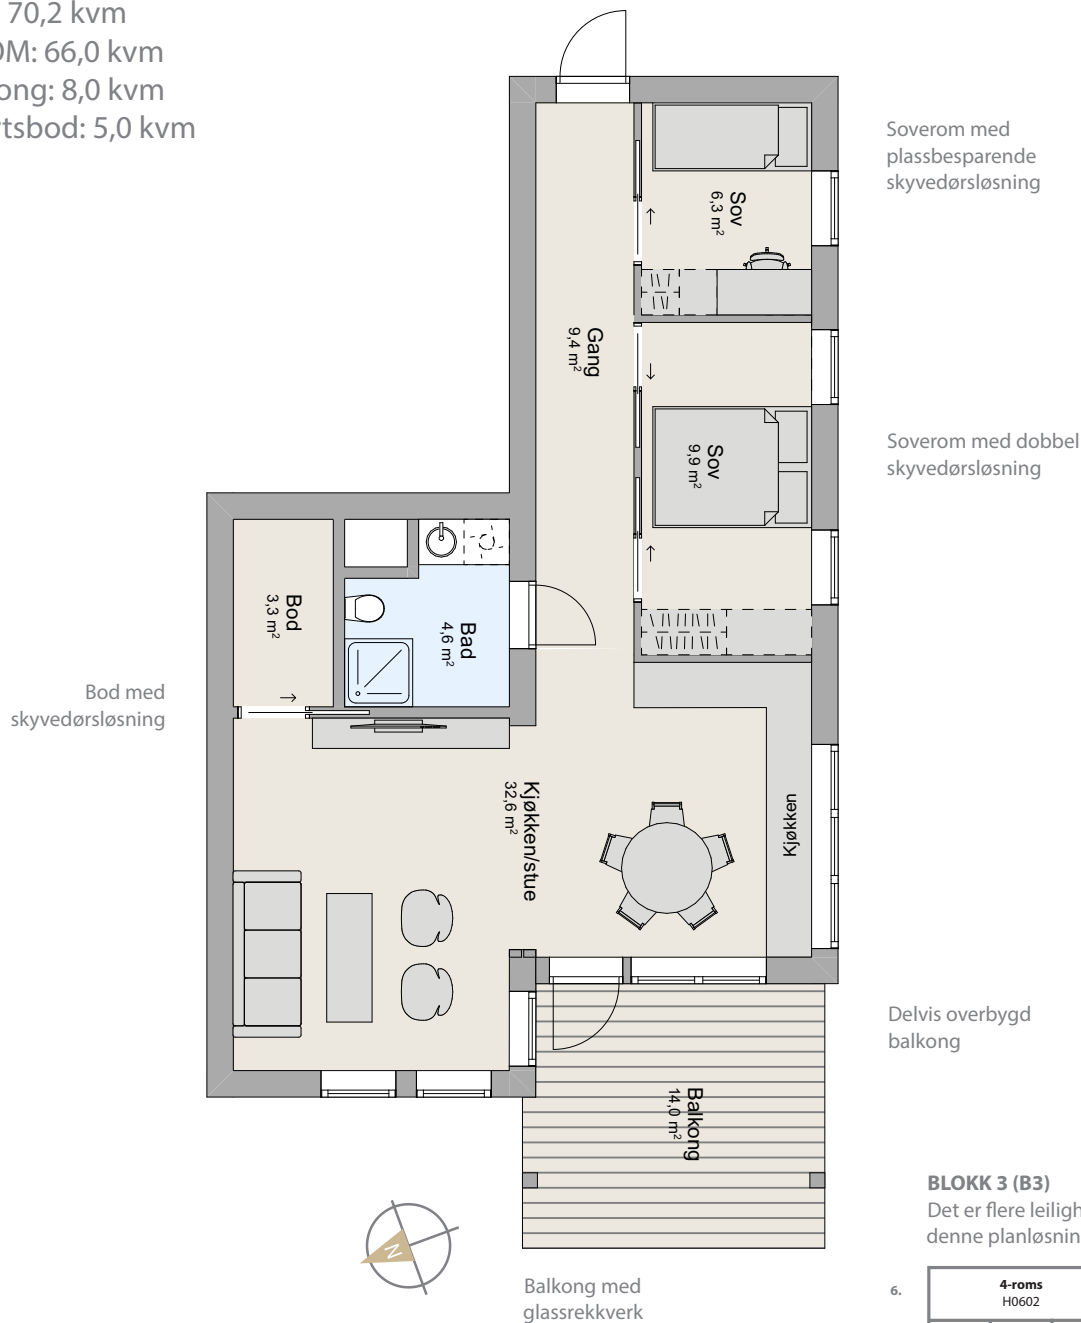 70,2 kvm
OM: 66,0 kvm
ong: 8,0 kvm
rtsbod: 5,0 kvm
Soverom med
plassbesparende
skyvedørsløsning
Sov
6,3 m²
Gang
9,4 m²
Soverom med dobbel
skyvedørsløsning
Sov
9,9 m²
Bod
3,3 m²
Bad
4,6 m²
Bod med
skyvedørsløsning
Kjøkken/stue
32,6 m²
Kjøkken
Delvis overbygd
balkong
Balkong
14,0 m²
N
Balkong med
glassrekkverk
BLOKK 3 (B3)
Det er flere leiligh
denne planløsnin
6.
4-roms
H0602